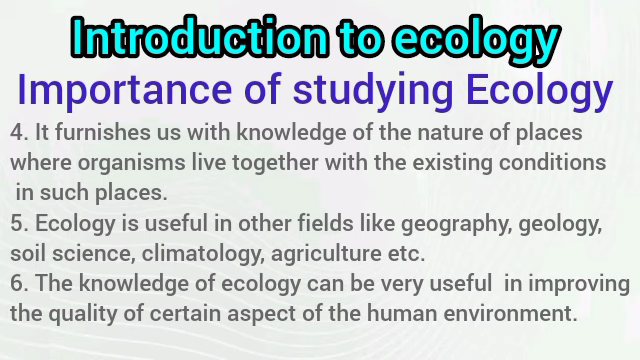 Introduction to ecology
Importance of studying Ecology
4. It furnishes us with knowledge of the nature of places
where organisms live together with the existing conditions
in such places.
5. Ecology is useful in other fields like geography, geology,
soil science, climatology, agriculture etc.
6. The knowledge of ecology can be very useful in improving
the quality of certain aspect of the human environment.